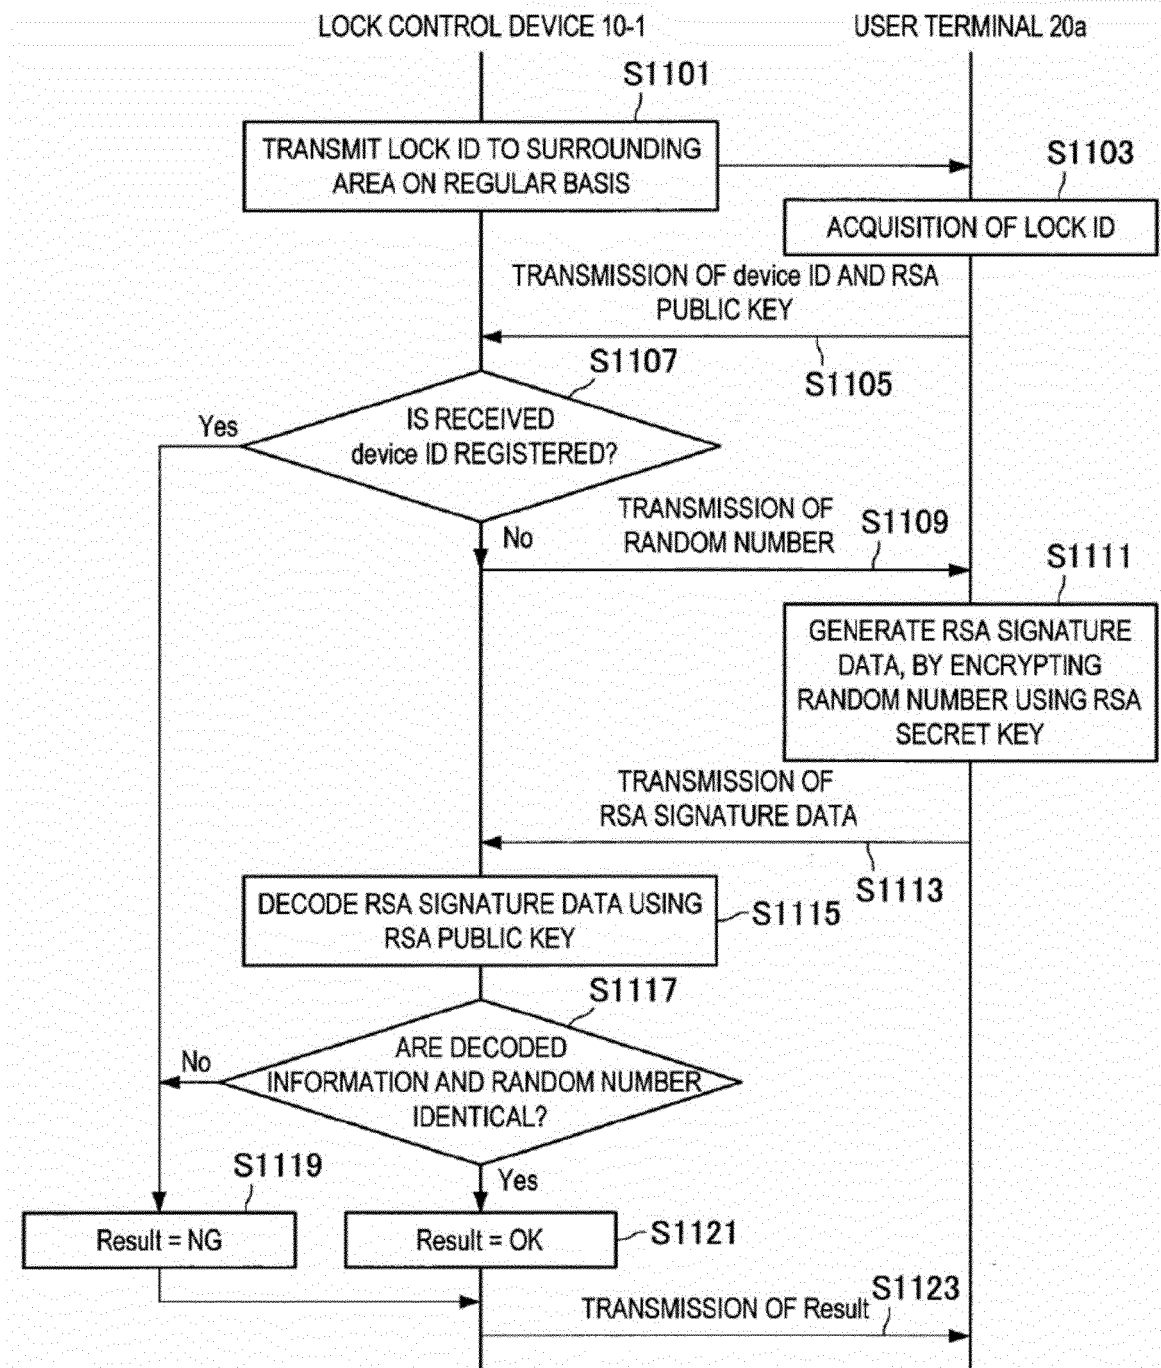 LOCK CONTROL DEVICE 10-1
USER TERMINAL 20a
S1101
TRANSMIT LOCK ID TO SURROUNDING
AREA ON REGULAR BASIS
S1103
ACQUISITION OF LOCK ID
TRANSMISSION OF device ID AND RSA
PUBLIC KEY
S1105
S1107
IS RECEIVED
device ID REGISTERED?
Yes
No
TRANSMISSION OF
RANDOM NUMBER
S1109
S1111
GENERATE RSA SIGNATURE
DATA, BY ENCRYPTING
RANDOM NUMBER USING RSA
SECRET KEY
TRANSMISSION OF
RSA SIGNATURE DATA
S1113
DECODE RSA SIGNATURE DATA USING
RSA PUBLIC KEY
S1115
S1117
ARE DECODED
INFORMATION AND RANDOM NUMBER
IDENTICAL?
No
Yes
S1119
Result = NG
Result = OK
S1121
TRANSMISSION OF Result
S1123